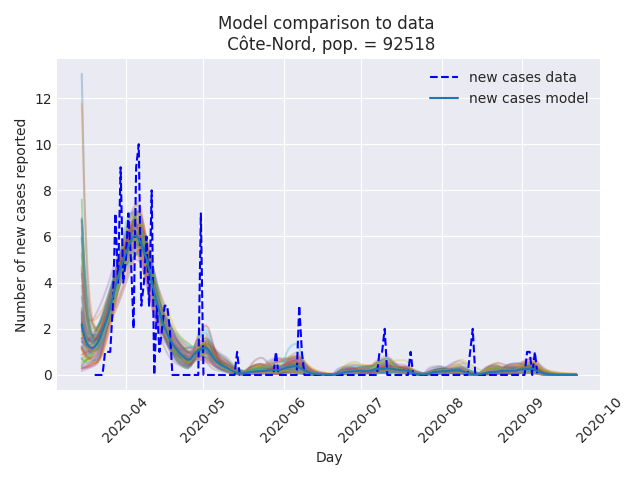 Model comparison to data
Côte-Nord, pop. = 92518
new cases data
new cases model
Number of new cases reported
12
10
8
6
4
2
0
2020-04
2020-05
2020-06
2020-07
2020-08
2020-09
2020-10
Day